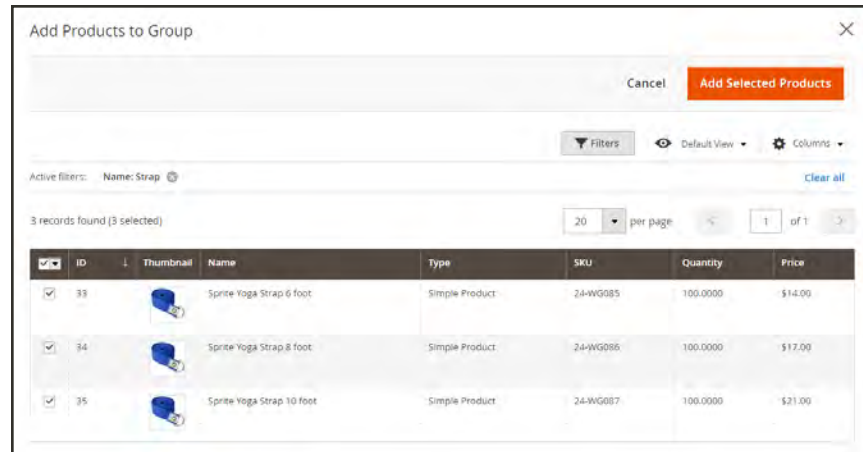 Add Products to Group
Cancel Add Selected Products
Filters Default View Columns
Active filters: Name: Strap Clear all
3 records found (3 selected) 20 per page 1 of 1
ID ↓ Thumbnail Name Type SKU Quantity Price
33 Sprite Yoga Strap 6 foot Simple Product 24-WG085 100.0000 $14.00
34 Sprite Yoga Strap 8 foot Simple Product 24-WG086 100.0000 $17.00
35 Sprite Yoga Strap 10 foot Simple Product 24-WG087 100.0000 $21.00